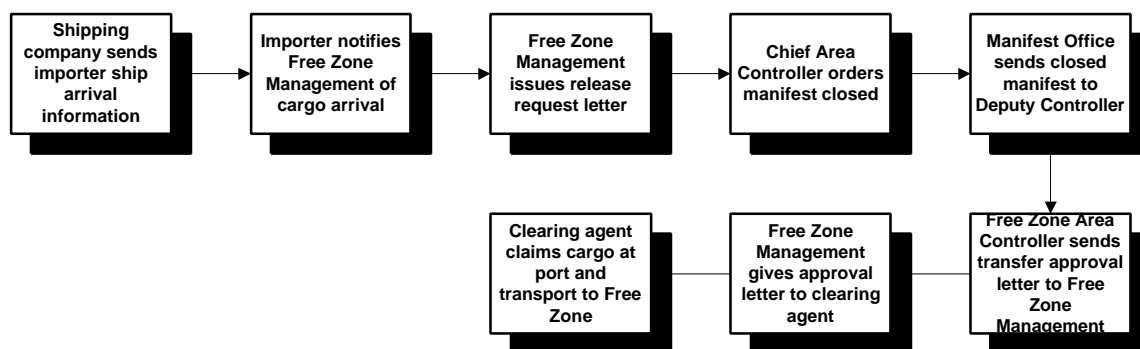 Shipping
company sends
importer ship
arrival
information
Importer notifies
Free Zone
Management of
cargo arrival
Free Zone
Management
issues release
request letter
Chief Area
Controller orders
manifest closed
Manifest Office
sends closed
manifest to
Deputy Controller
Free Zone Area
Controller sends
transfer approval
letter to Free
Zone
Management
Free Zone
Management
gives approval
letter to clearing
agent
Clearing agent
claims cargo at
port and
transport to Free
Zone